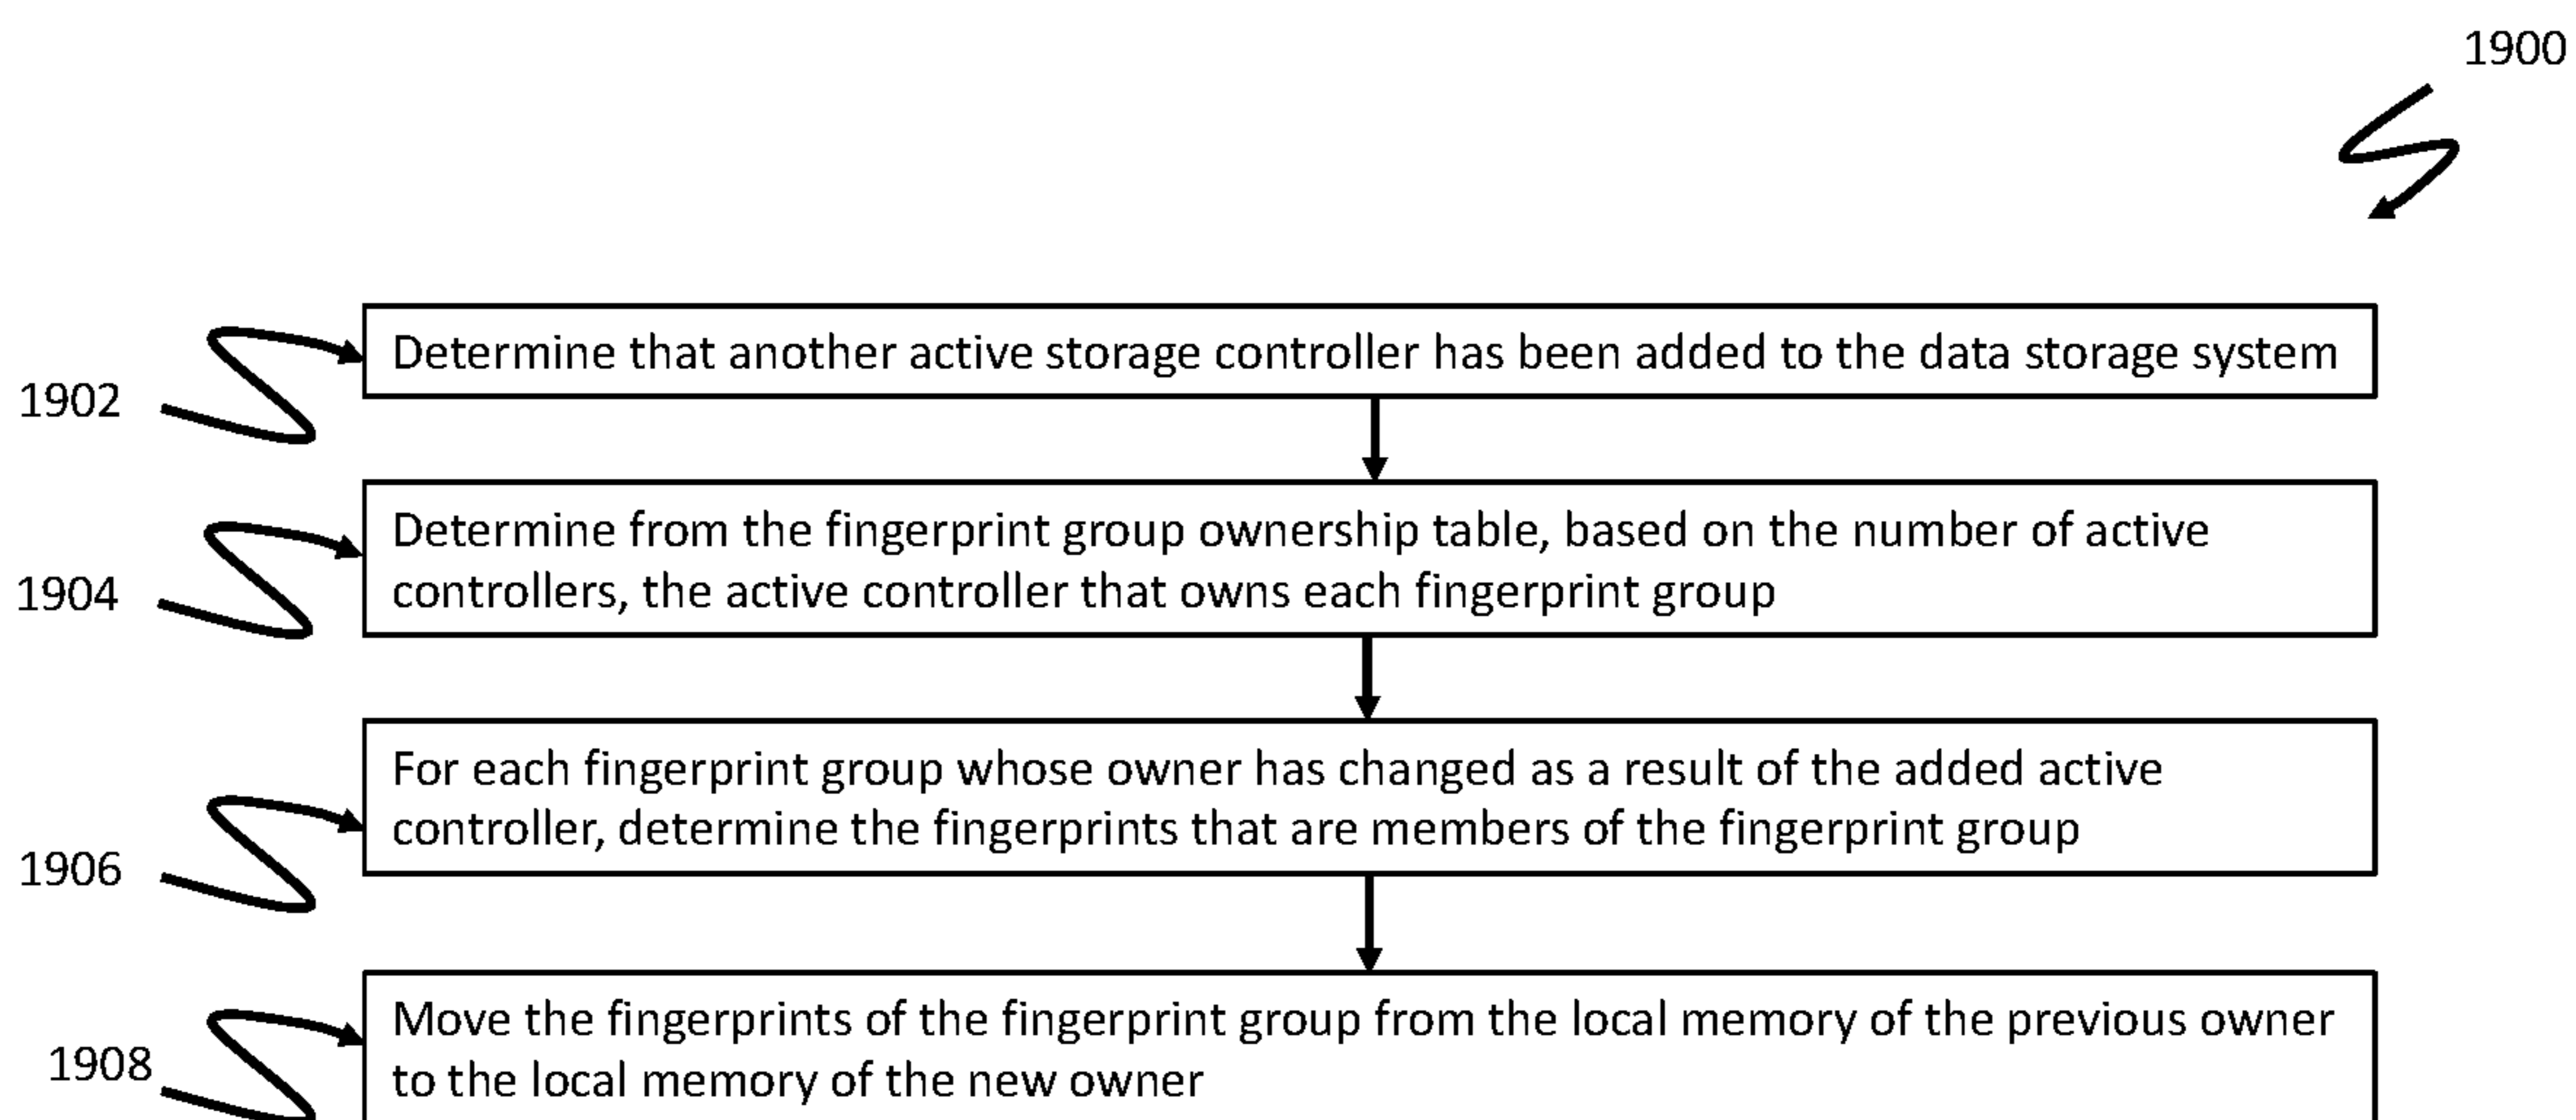 1900
1902
Determine that another active storage controller has been added to the data storage system
1904
Determine from the fingerprint group ownership table, based on the number of active
controllers, the active controller that owns each fingerprint group
1906
For each fingerprint group whose owner has changed as a result of the added active
controller, determine the fingerprints that are members of the fingerprint group
1908
Move the fingerprints of the fingerprint group from the local memory of the previous owner
to the local memory of the new owner